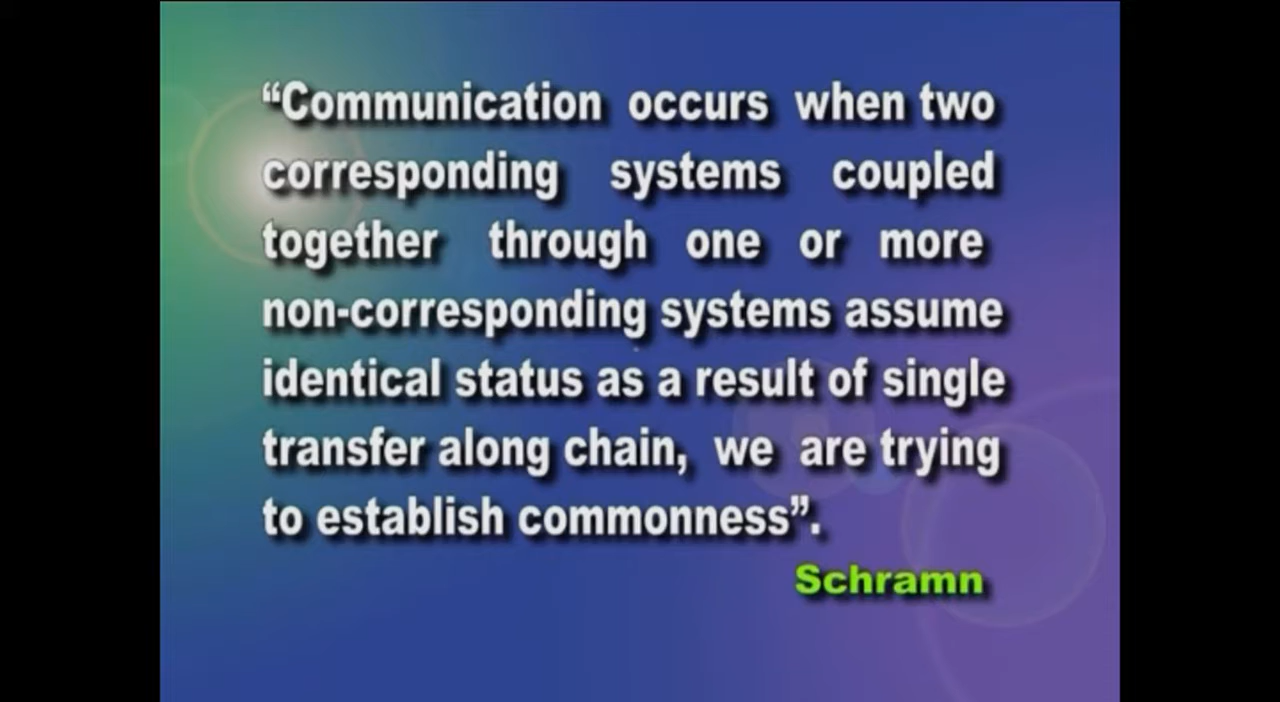 “Communication occurs when two
corresponding systems coupled
together through one or more
non-corresponding systems assume
identical status as a result of single
transfer along chain, we are trying
to establish commonness”.
Schramn